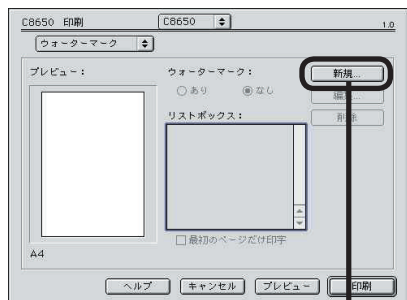 C8650 印刷
C8650
1.0
ウォーターマーク
プレビュー：
ウォーターマーク：
新規...
あり
なし
編集...
リストボックス：
削除
最初のページだけ印字
A4
ヘルプ
キャンセル
プレビュー
印刷